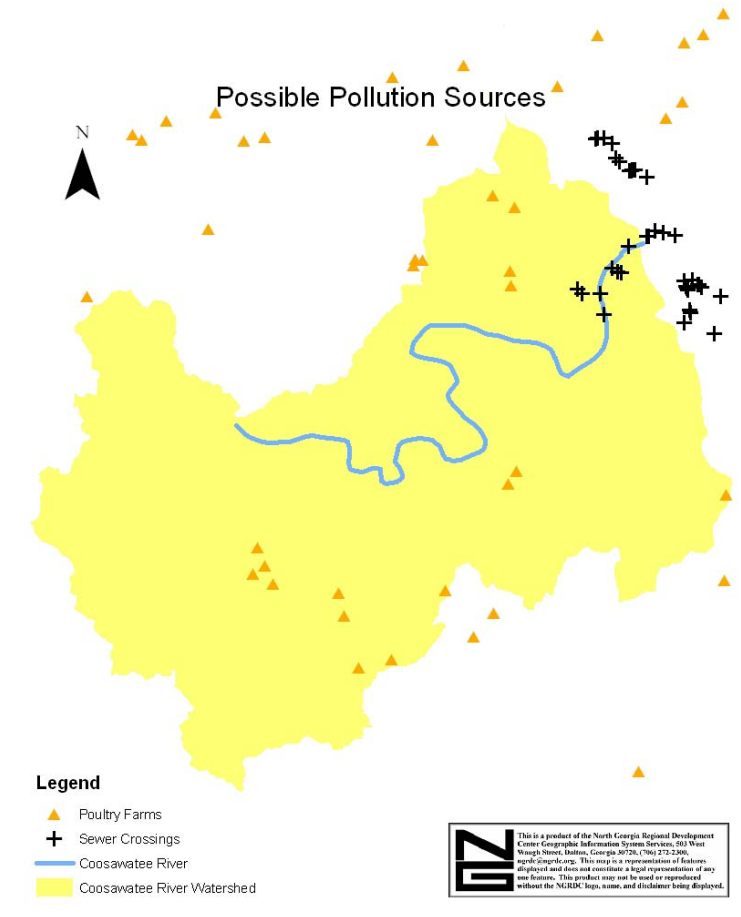 Possible Pollution Sources
N
Legend
Poultry Farms
Sewer Crossings
Coosawatee River
Coosawatee River Watershed
NG
This is a product of the North Georgia Regional Development
Center Geographic Information System Services, 503 West
Waugh Street, Dalton, Georgia 30720, (706) 272-2300,
ngrdc@ngrdc.org. This map is a representation of features
displayed and does not constitute a legal representation of any
one feature. This product may not be used or reproduced
without the NGRDC logo, name, and disclaimer being displayed.